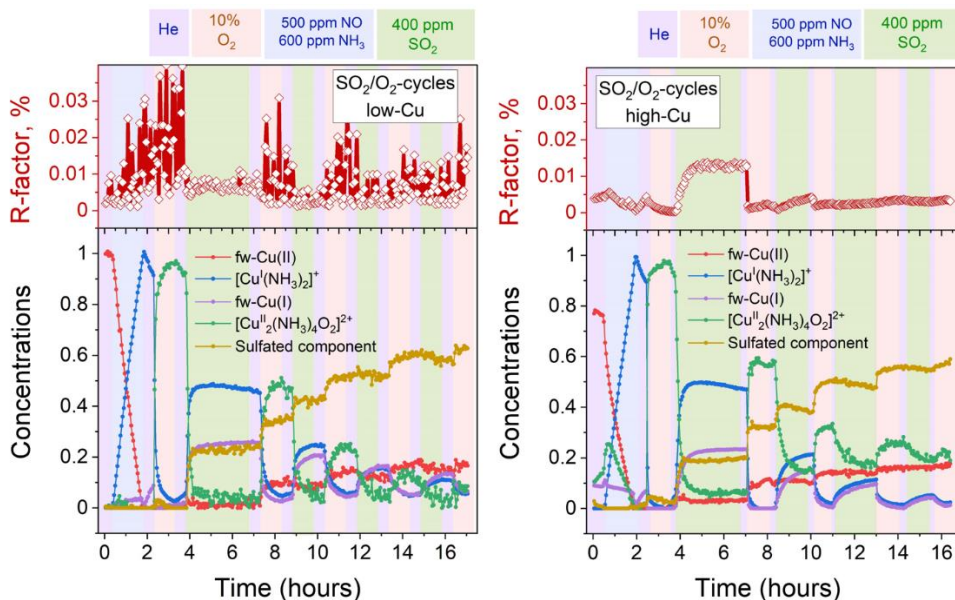 He
10%
O₂
500 ppm NO
600 ppm NH₃
400 ppm
SO₂
R-factor, %
0.03
0.02
0.01
0
SO₂/O₂-cycles
low-Cu
Concentrations
1
0.8
0.6
0.4
0.2
0
fw-Cu(II)
[Cuᴵ(NH₃)₂]⁺
fw-Cu(I)
[Cuᴵᴵ₂(NH₃)₄O₂]²⁺
Sulfated component
0 2 4 6 8 10 12 14 16
Time (hours)
He
10%
O₂
500 ppm NO
600 ppm NH₃
400 ppm
SO₂
R-factor, %
0.03
0.02
0.01
0
SO₂/O₂-cycles
high-Cu
Concentrations
1
0.8
0.6
0.4
0.2
0
fw-Cu(II)
[Cuᴵ(NH₃)₂]⁺
fw-Cu(I)
[Cuᴵᴵ₂(NH₃)₄O₂]²⁺
Sulfated component
0 2 4 6 8 10 12 14 16
Time (hours)